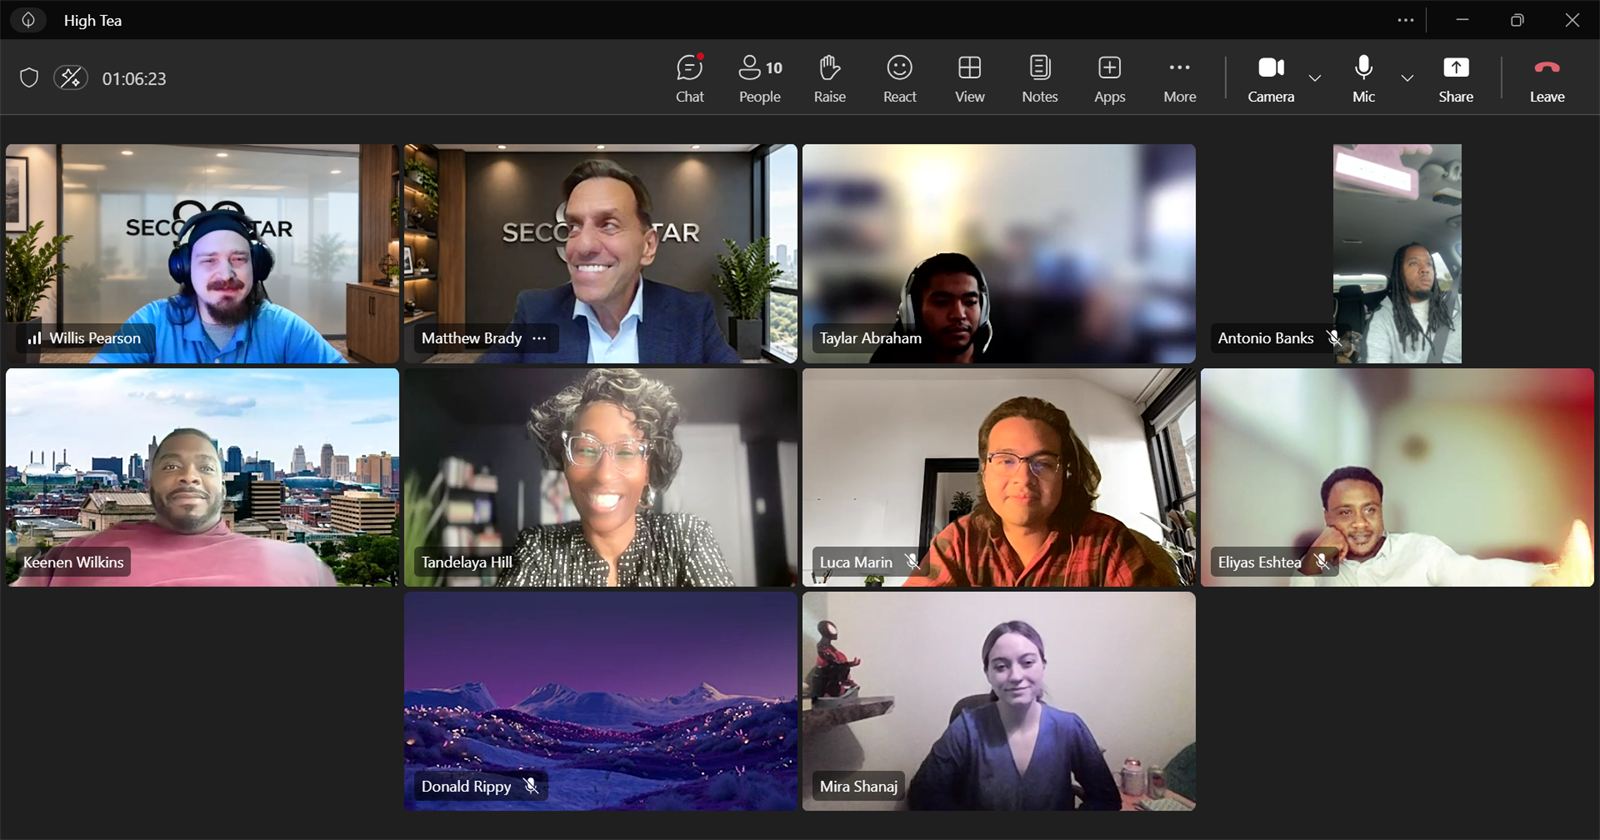 High Tea
01:06:23
Chat
People
10
Raise
React
View
Notes
Apps
More
Camera
Mic
Share
Leave
SECO
TAR
Willis Pearson
SECO
TAR
Matthew Brady
Taylar Abraham
Antonio Banks
Keenen Wilkins
Tandelaya Hill
Luca Marin
Eliyas Eshtea
Donald Rippy
Mira Shanaj